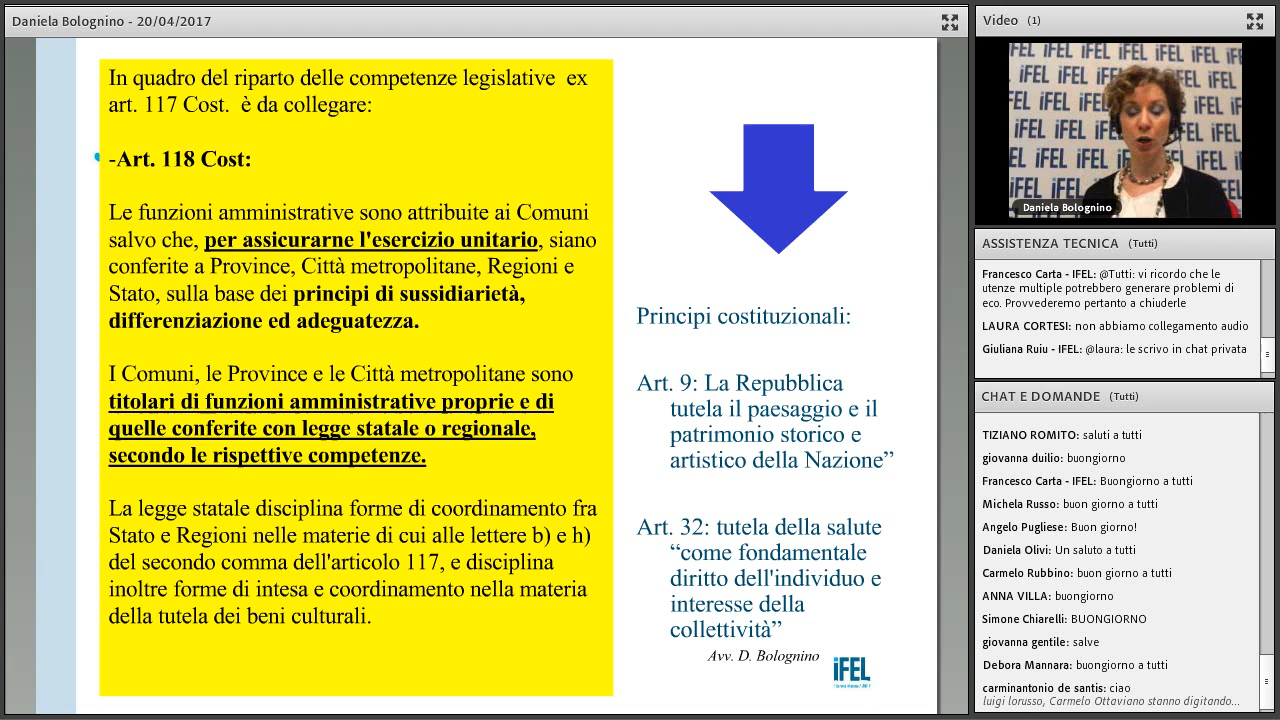 Daniela Bolognino - 20/04/2017
In quadro del riparto delle competenze legislative ex
art. 117 Cost. è da collegare:
-Art. 118 Cost:
Le funzioni amministrative sono attribuite ai Comuni
salvo che, per assicurarne l'esercizio unitario, siano
conferite a Province, Città metropolitane, Regioni e
Stato, sulla base dei principi di sussidiarietà,
differenziazione ed adeguatezza.
I Comuni, le Province e le Città metropolitane sono
titolari di funzioni amministrative proprie e di
quelle conferite con legge statale o regionale,
secondo le rispettive competenze.
La legge statale disciplina forme di coordinamento fra
Stato e Regioni nelle materie di cui alle lettere b) e h)
del secondo comma dell'articolo 117, e disciplina
inoltre forme di intesa e coordinamento nella materia
della tutela dei beni culturali.
Principi costituzionali:
Art. 9: La Repubblica
tutela il paesaggio e il
patrimonio storico e
artistico della Nazione”
Art. 32: tutela della salute
“come fondamentale
diritto dell'individuo e
interesse della
collettività”
Avv. D. Bolognino
iFEL
Video (1)
iFEL
Daniela Bolognino
ASSISTENZA TECNICA (Tutti)
Francesco Carta - IFEL: @Tutti: vi ricordo che le
utenze multiple potrebbero generare problemi di
eco. Provvederemo pertanto a chiuderle
LAURA CORTESI: non abbiamo collegamento audio
Giuliana Ruiu - IFEL: @laura: le scrivo in chat privata
CHAT E DOMANDE (Tutti)
TIZIANO ROMITO: saluti a tutti
giovanna duilio: buongiorno
Francesco Carta - IFEL: Buongiorno a tutti
Michela Russo: buon giorno a tutti
Angelo Pugliese: Buon giorno!
Daniela Olivi: Un saluto a tutti
Carmelo Rubbino: buon giorno a tutti
ANNA VILLA: buongiorno
Simone Chiarelli: BUONGIORNO
giovanna gentile: salve
Debora Mannara: buongiorno a tutti
carminantonio de santis: ciao
luigi lorusso, Carmelo Ottaviano stanno digitando...